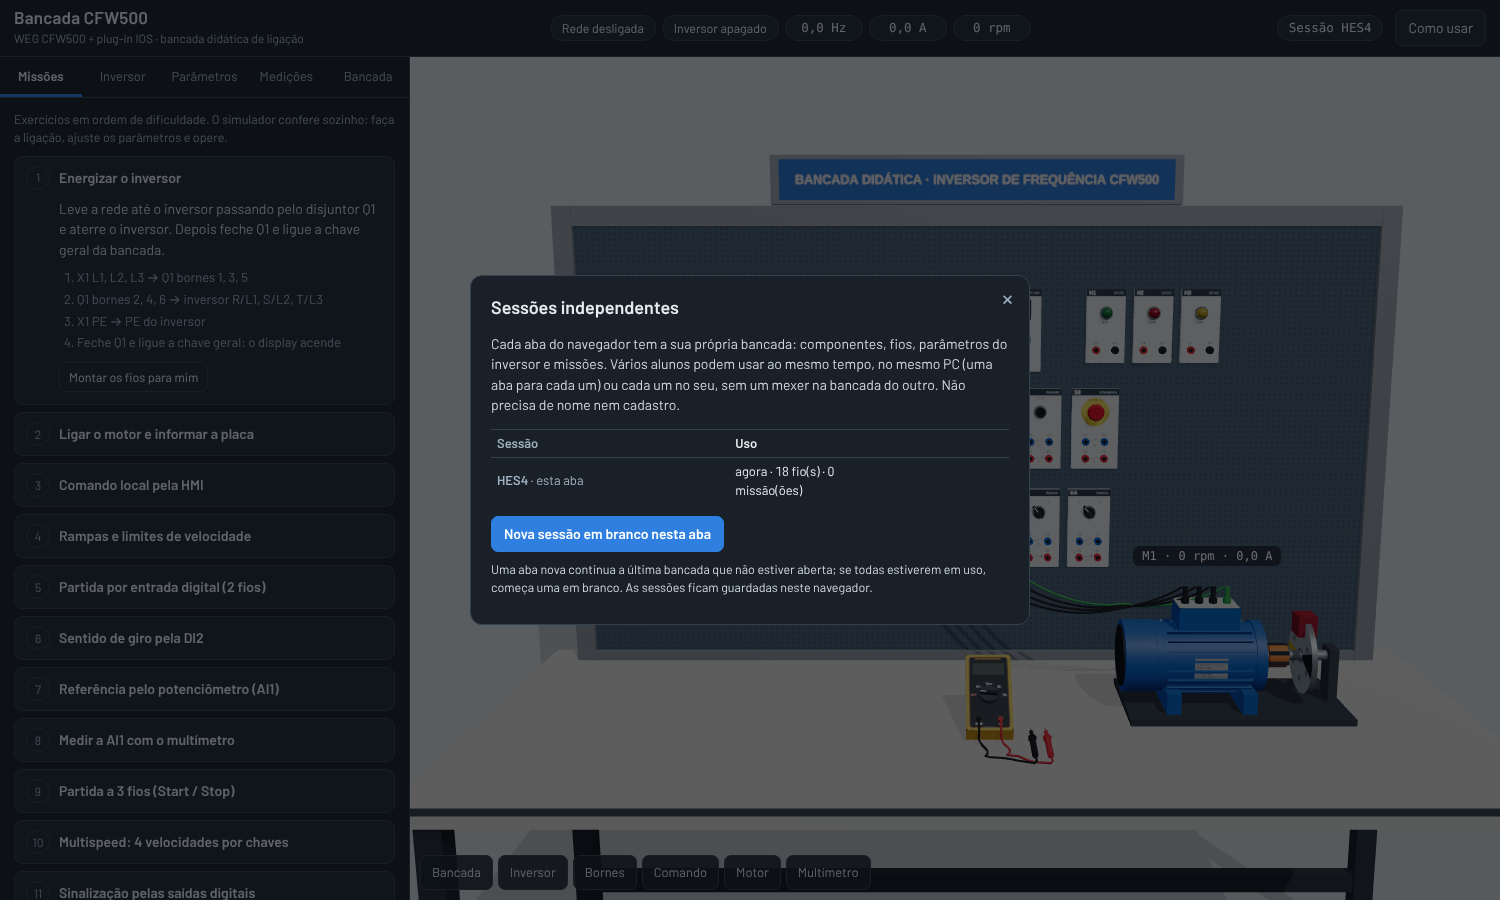 Bancada CFW500
WEG CFW500 + plug-in IOS · bancada didática de ligação
Rede desligada
Inversor apagado
0,0 Hz
0,0 A
0 rpm
Sessão HES4
Como usar
Missões
Inversor
Parâmetros
Medições
Bancada
Exercícios em ordem de dificuldade. O simulador confere sozinho: faça
a ligação, ajuste os parâmetros e opere.
1 Energizar o inversor
Leve a rede até o inversor passando pelo disjuntor Q1
e aterre o inversor. Depois feche Q1 e ligue a chave
geral da bancada.
1. X1 L1, L2, L3 → Q1 bornes 1, 3, 5
2. Q1 bornes 2, 4, 6 → inversor R/L1, S/L2, T/L3
3. X1 PE → PE do inversor
4. Feche Q1 e ligue a chave geral: o display acende
Montar os fios para mim
2 Ligar o motor e informar a placa
3 Comando local pela HMI
4 Rampas e limites de velocidade
5 Partida por entrada digital (2 fios)
6 Sentido de giro pela DI2
7 Referência pelo potenciômetro (AI1)
8 Medir a AI1 com o multímetro
9 Partida a 3 fios (Start / Stop)
10 Multispeed: 4 velocidades por chaves
11 Sinalização pelas saídas digitais
BANCADA DIDÁTICA · INVERSOR DE FREQUÊNCIA CFW500
H1
H2
H3
Sessões independentes
×
Cada aba do navegador tem a sua própria bancada: componentes, fios, parâmetros do
inversor e missões. Vários alunos podem usar ao mesmo tempo, no mesmo PC (uma
aba para cada um) ou cada um no seu, sem um mexer na bancada do outro. Não
precisa de nome nem cadastro.
Sessão
Uso
HES4 · esta aba
agora · 18 fio(s) · 0
missão(ões)
Nova sessão em branco nesta aba
Uma aba nova continua a última bancada que não estiver aberta; se todas estiverem em uso,
começa uma em branco. As sessões ficam guardadas neste navegador.
M1 · 0 rpm · 0,0 A
Bancada
Inversor
Bornes
Comando
Motor
Multímetro